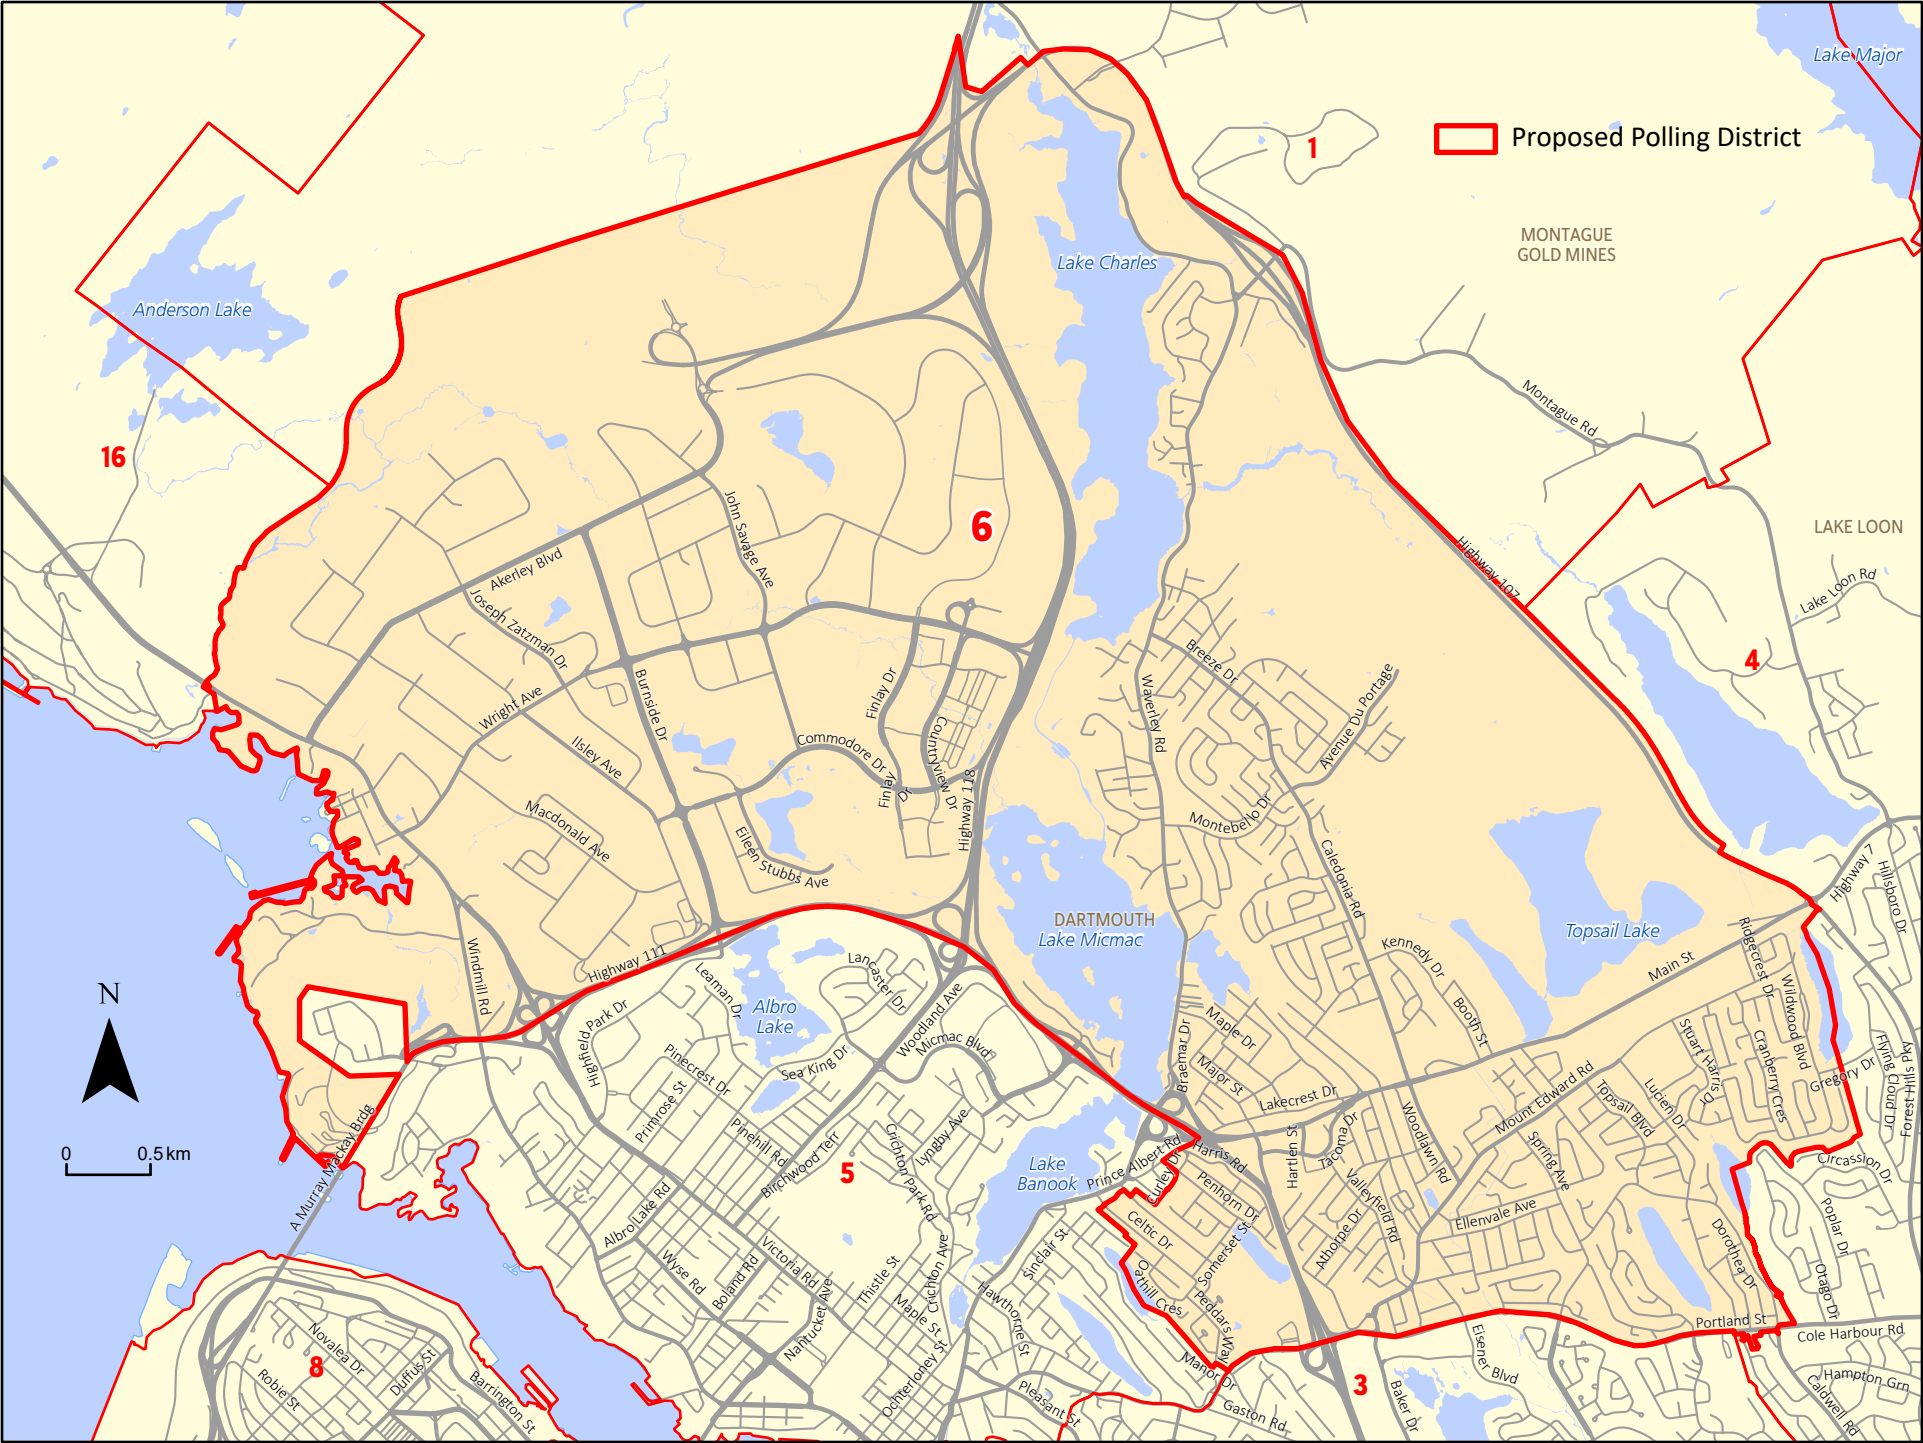 Lake Major
1
Proposed Polling District
MONTAGUE
GOLD MINES
Lake Charles
Anderson Lake
Montague Rd
16
John Savage Ave
6
LAKE LOON
Highway 107
Akerley Blvd
Lake Loon Rd
Joseph Zatzman Dr
Breeze Dr
4
Burnside Dr
Finlay Dr
Waverley Rd
Avenue Du Portage
Wright Ave
Countryview Dr
Ilsley Ave
Commodore Dr
Finlay
Dr
Highway 118
Montebello Dr
Macdonald Ave
Eileen Stubbs Ave
Caledonia Rd
Highway 7
Hillsboro Dr
DARTMOUTH
Lake Micmac
Topsail Lake
Ridgecrest Dr
Kennedy Dr
Main St
Windmill Rd
Highway 111
Lancaster Dr
Leaman Dr
Wildwood Blvd
N
Albro
Lake
Park Dr
Highfield
Woodland Ave
Booth St
Micmac Blvd
Maple Dr
Stuart Harris
Dr
Cranberry Cres
Flying Cloud Dr
Forest Hills Pky
Braemar Dr
Pinecrest Dr
Sea King Dr
Major St
Gregory Dr
Mount Edward Rd
Topsail Blvd
Lucien Dr
Primrose St
Lakecrest Dr
0
0.5 km
A Murray Mackay Brdg
Pinehill Rd
Birchwood Terr
Crichton Park Rd
Lyngby Ave
Harris Rd
Hartlen St
Tacoma Dr
Woodlawn Rd
Spring Ave
5
Lake
Banook
Prince Albert Rd
Curley Dr
Circassion Dr
Albro Lake Rd
Penhorn Dr
Valleyfield Rd
Ellenvale Ave
Poplar Dr
Celtic Dr
Somerset St
Athorpe Dr
Dorothea Dr
Victoria Rd
Wyse Rd
Boland Rd
Thistle St
Crichton Ave
Sinclair St
Oathill Cres
Otago Dr
Nantucket Ave
Maple St
Hawthorne St
Peddars Way
Portland St
Cole Harbour Rd
Novalea Dr
8
Duffus St
Robie St
Barrington St
Ochterloney St
Manor Dr
Eisener Blvd
Pleasant St
Gaston Rd
3
Baker Dr
Hampton Grn
Caldwell Rd